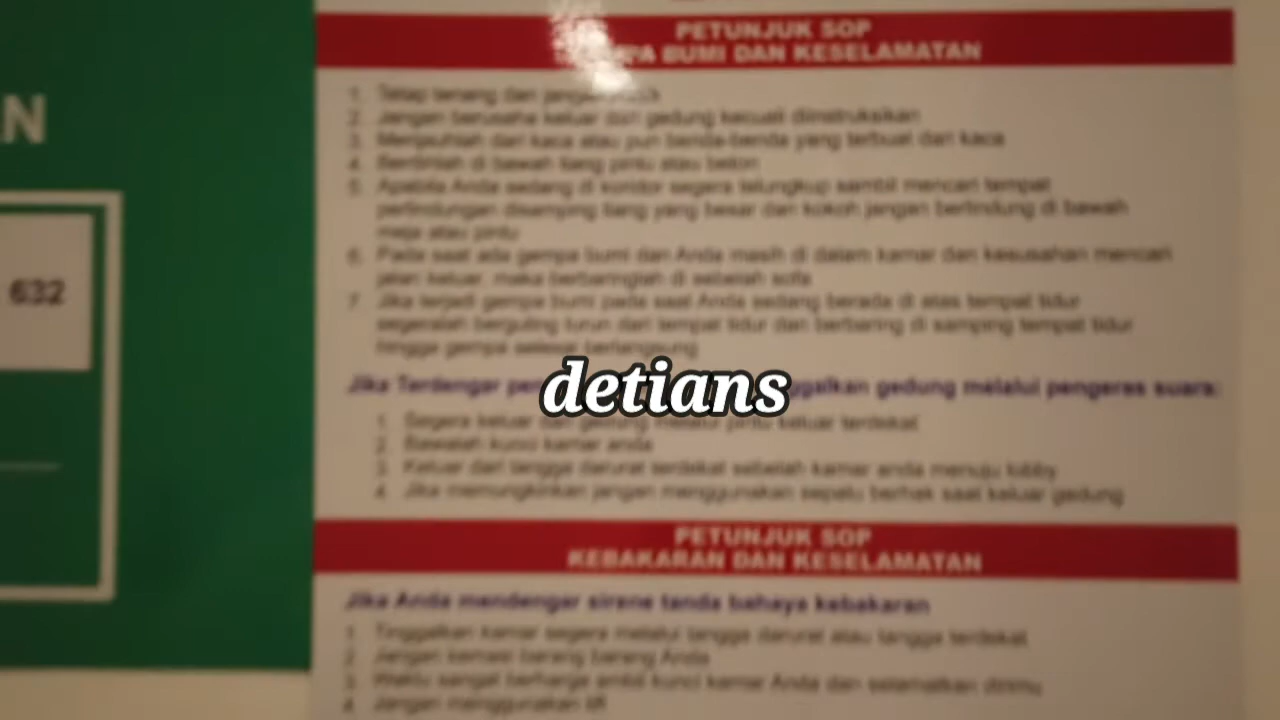 N
632
PETUNJUK SOP
PA BUMI DAN KESELAMATAN
1. Tetap tenang dan
2. Jangan berusaha keluar dari gedung kecuali diinstruksikan
3. Menjauhlah dari kaca atau pun benda-benda yang terbuat dari kaca
4. Berdirilah di bawah tiang pintu atau beton
5. Apabila Anda sedang di koridor segera telungkup sambil mencari tempat
perlindungan disamping tiang yang besar dan kokoh jangan berlindung di bawah
meja atau pintu
6. Pada saat ada gempa bumi dan Anda masih di dalam kamar dan kesusahan mencari
jalan keluar, maka berbaringlah di sebelah sofa
7. Jika terjadi gempa bumi pada saat Anda sedang berada di atas tempat tidur
segeralah berguling turun dari tempat tidur dan berbaring di samping tempat tidur
hingga gempa selesai berlangsung
Jika Terdengar ggalkan gedung melalui pengeras suara:
detians
1. Segera keluar dari gedung melalui pintu keluar terdekat
2. Bawalah kunci kamar anda
3. Keluar dari tangga darurat terdekat sebelah kamar anda menuju lobby
4. Jika memungkinkan jangan menggunakan sepatu berhak saat keluar gedung
PETUNJUK SOP
KEBAKARAN DAN KESELAMATAN
Jika Anda mendengar sirene tanda bahaya kebakaran
1. Tinggalkan kamar segera melalui tangga darurat atau tangga terdekat
2. Jangan kemasi barang barang Anda
3. Waktu sangat berharga ambil kunci kamar Anda dan selamatkan dirimu
4. Jangan menggunakan lift